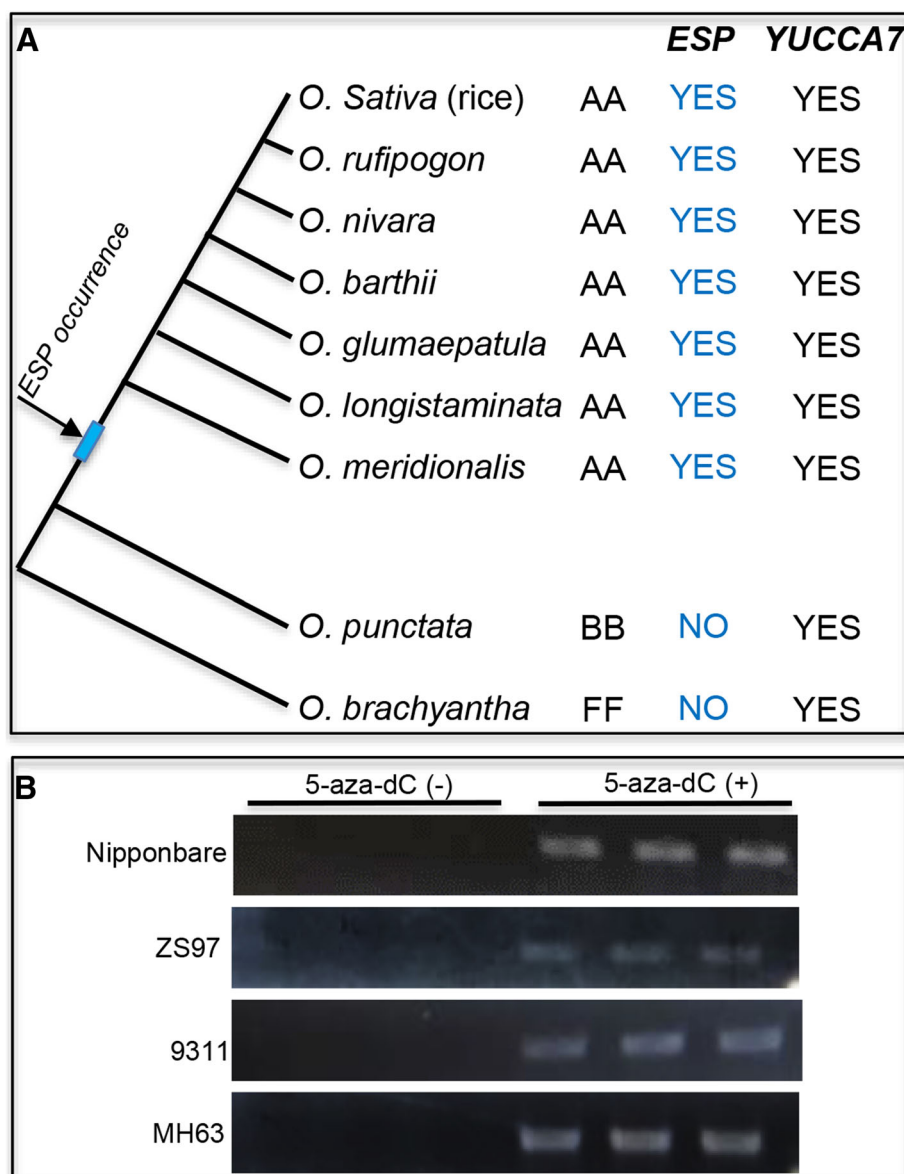 A
ESP YUCCA7
O. Sativa (rice) AA YES YES
O. rufipogon AA YES YES
O. nivara AA YES YES
O. barthii AA YES YES
O. glumaepatula AA YES YES
O. longistaminata AA YES YES
O. meridionalis AA YES YES
O. punctata BB NO YES
O. brachyantha FF NO YES
ESP occurrence
B
5-aza-dC (-) 5-aza-dC (+)
Nipponbare
ZS97
9311
MH63